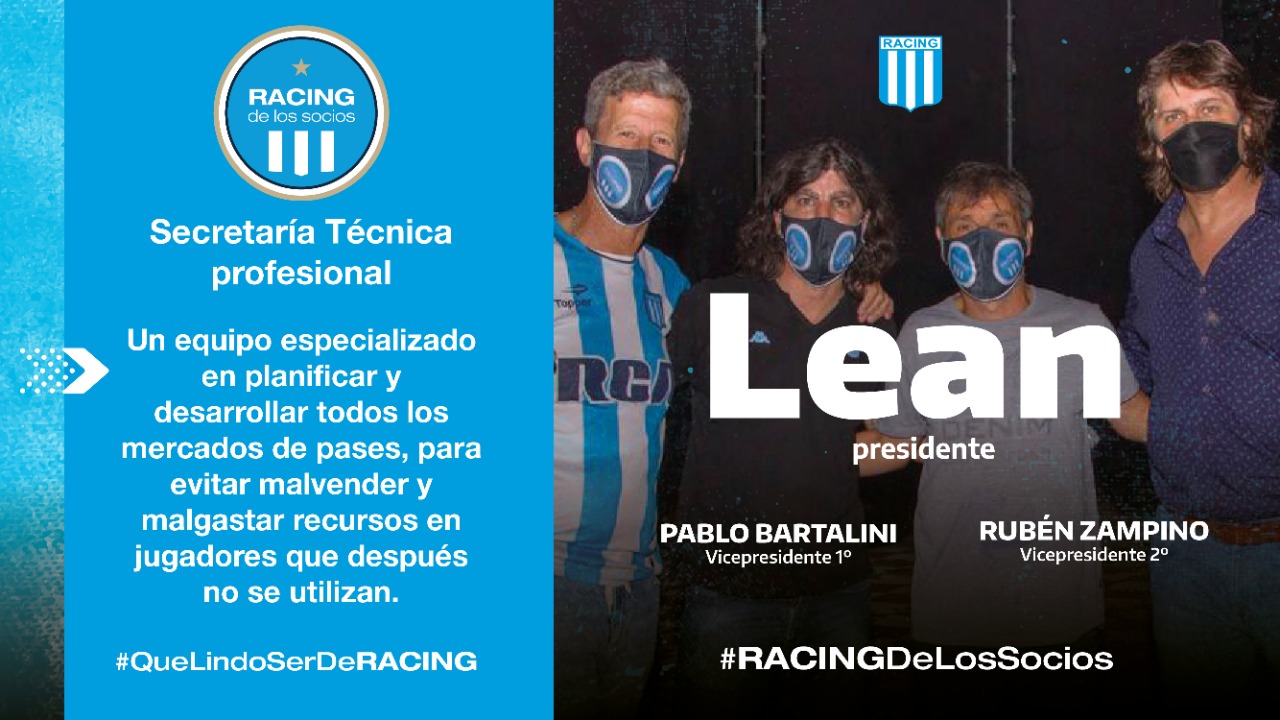 RACING
de los socios
Secretaría Técnica
profesional
Un equipo especializado
en planificar y
desarrollar todos los
mercados de pases, para
evitar malvender y
malgastar recursos en
jugadores que después
no se utilizan.
#QueLindoSerDeRACING
RACING
Topper
Lean
DENIM
presidente
PABLO BARTALINI
Vicepresidente 1º
RUBÉN ZAMPINO
Vicepresidente 2º
#RACINGDeLosSocios